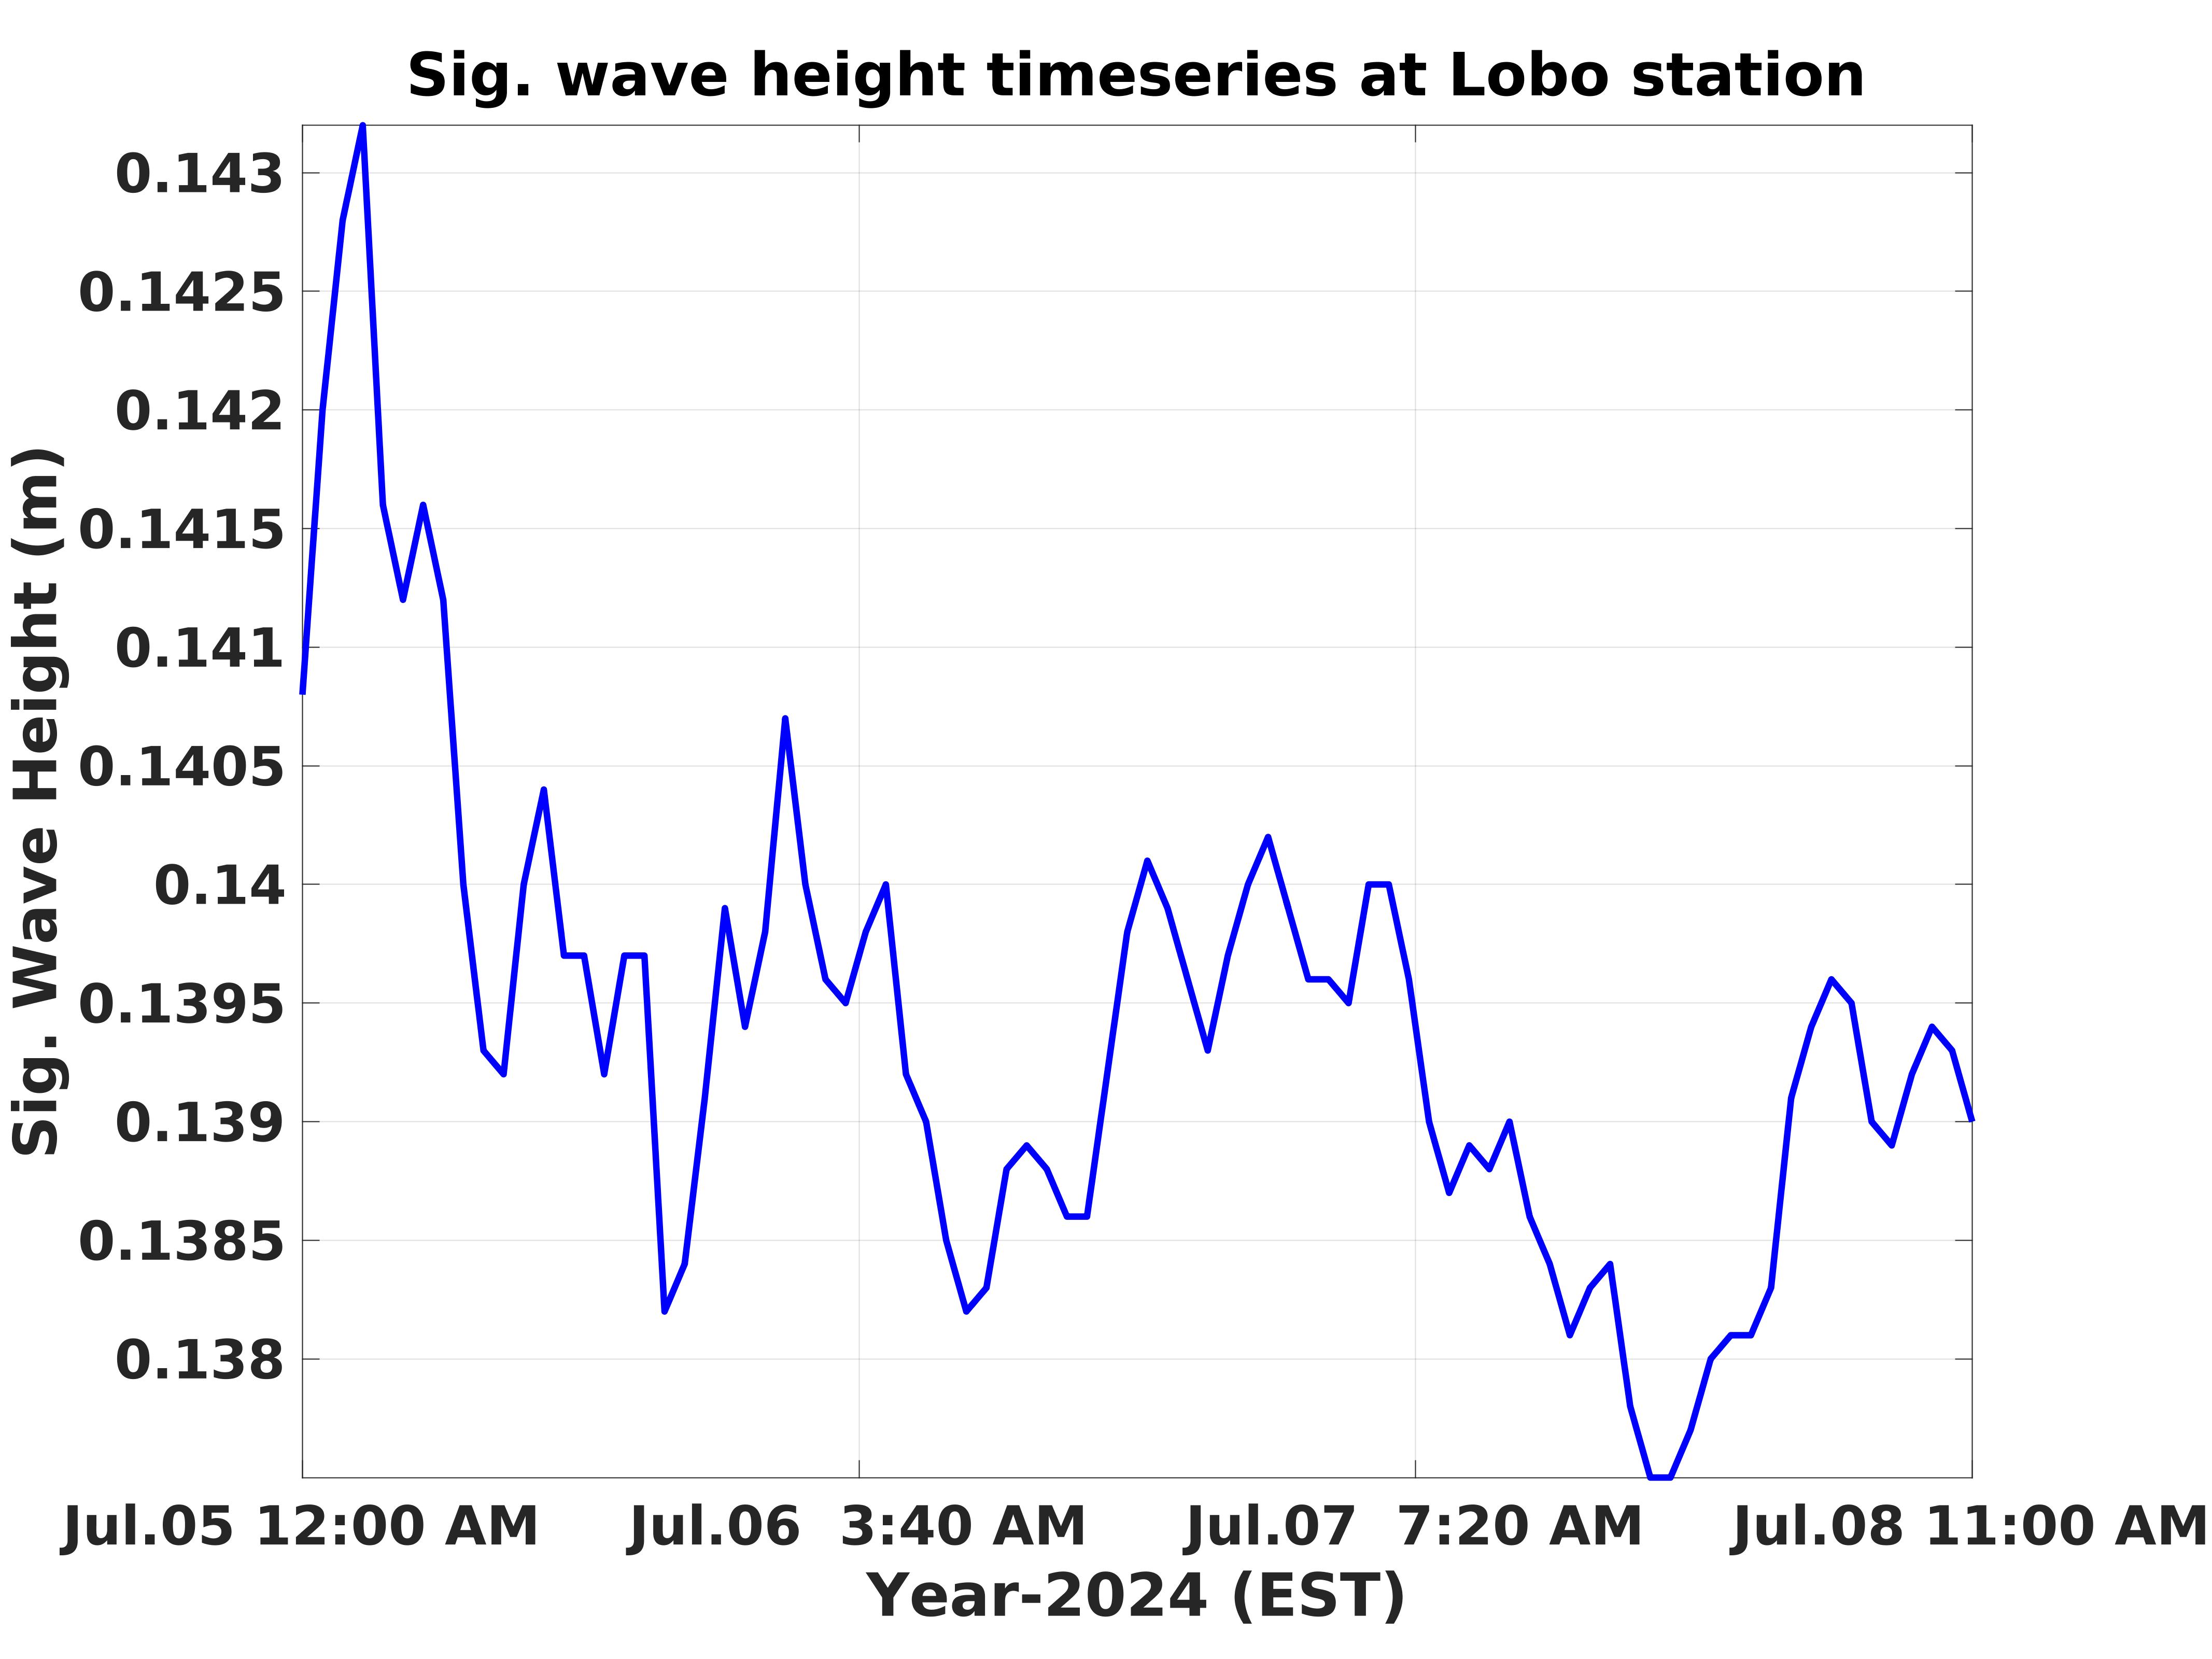 Sig. wave height timeseries at Lobo station
Sig. Wave Height (m)
0.143
0.1425
0.142
0.1415
0.141
0.1405
0.14
0.1395
0.139
0.1385
0.138
Jul.05 12:00 AM Jul.06 3:40 AM Jul.07 7:20 AM Jul.08 11:00 AM
Year-2024 (EST)